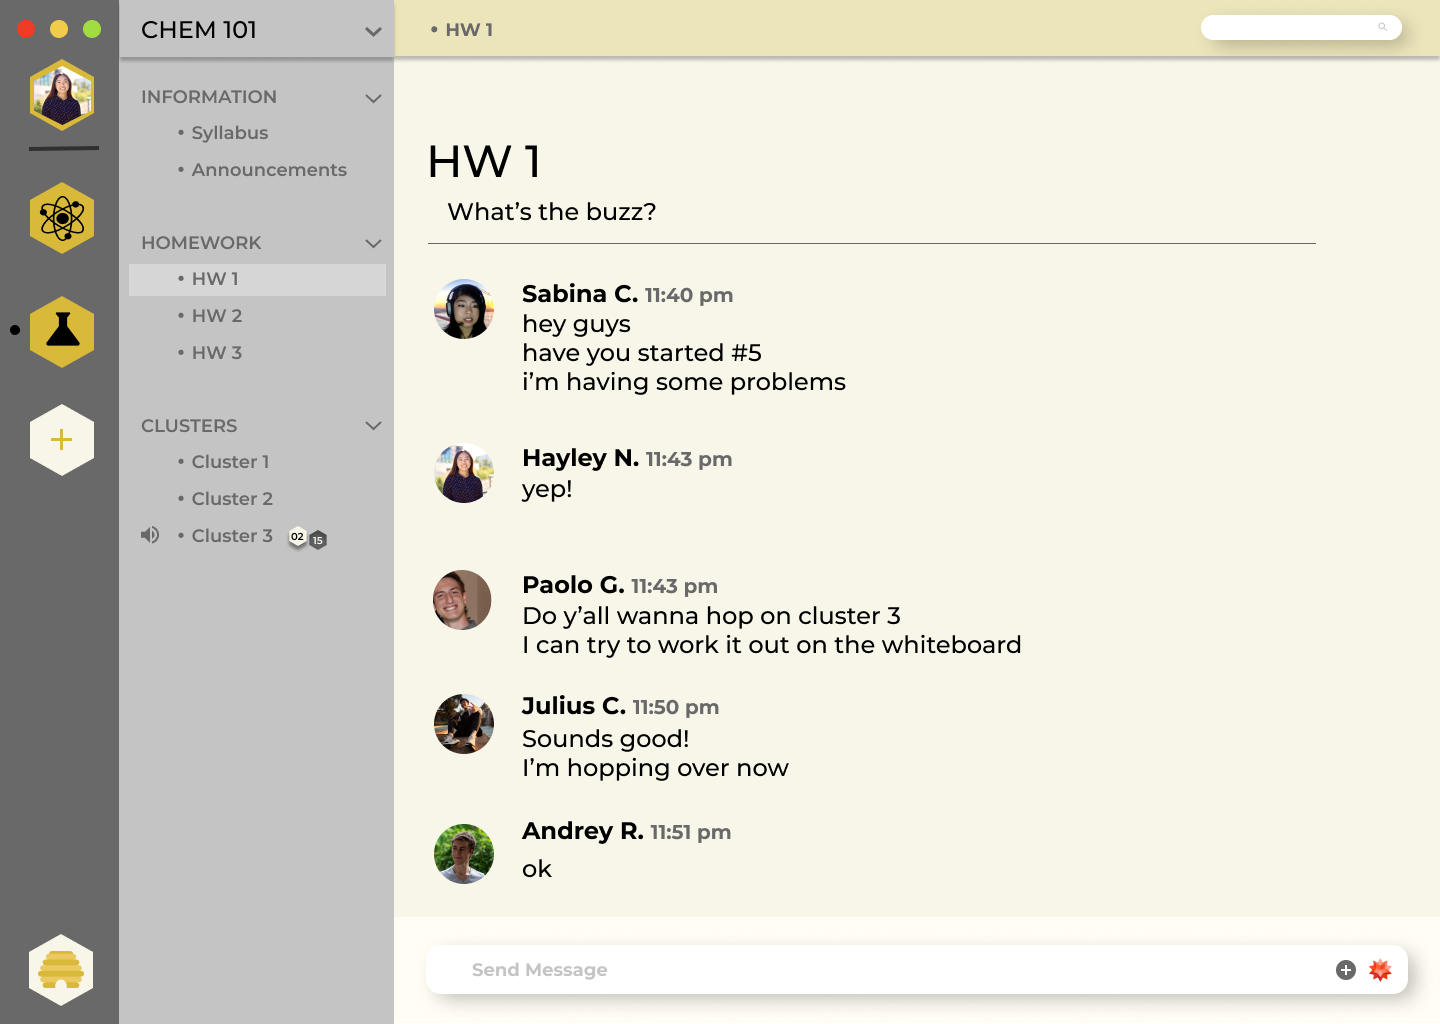 CHEM 101
• HW 1
INFORMATION
• Syllabus
• Announcements
HOMEWORK
• HW 1
• HW 2
• HW 3
CLUSTERS
• Cluster 1
• Cluster 2
• Cluster 3 02 15
HW 1
What’s the buzz?
Sabina C. 11:40 pm
hey guys
have you started #5
i’m having some problems
Hayley N. 11:43 pm
yep!
Paolo G. 11:43 pm
Do y’all wanna hop on cluster 3
I can try to work it out on the whiteboard
Julius C. 11:50 pm
Sounds good!
I’m hopping over now
Andrey R. 11:51 pm
ok
Send Message